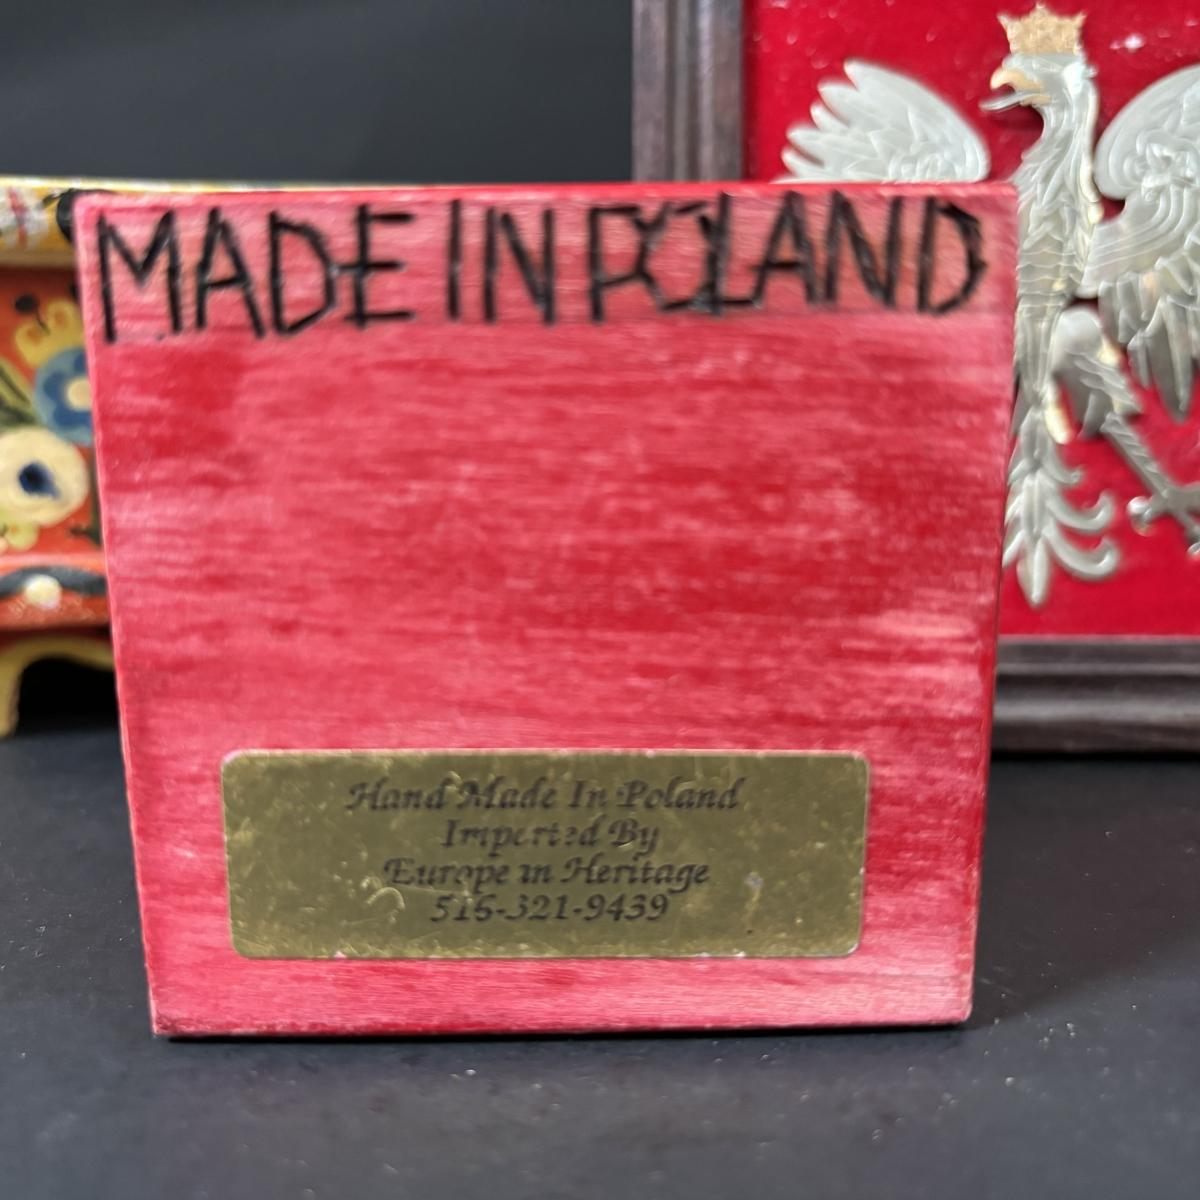 MADE IN POLAND
Hand Made In Poland
Imported By
Europe in Heritage
516-321-9439